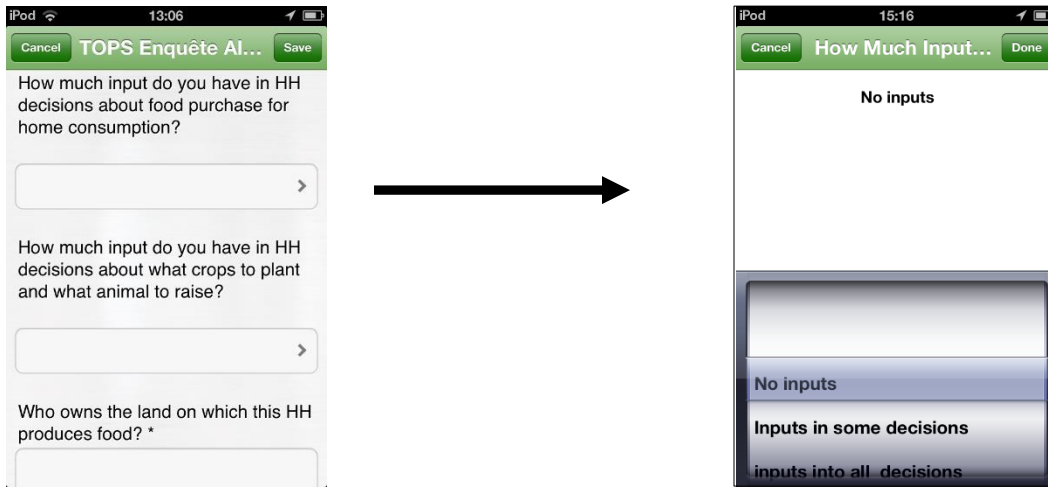 iPod 13:06
Cancel TOPS Enquête Al... Save
How much input do you have in HH
decisions about food purchase for
home consumption?
How much input do you have in HH
decisions about what crops to plant
and what animal to raise?
Who owns the land on which this HH
produces food? *
iPod 15:16
Cancel How Much Input... Done
No inputs
No inputs
Inputs in some decisions
inputs into all decisions